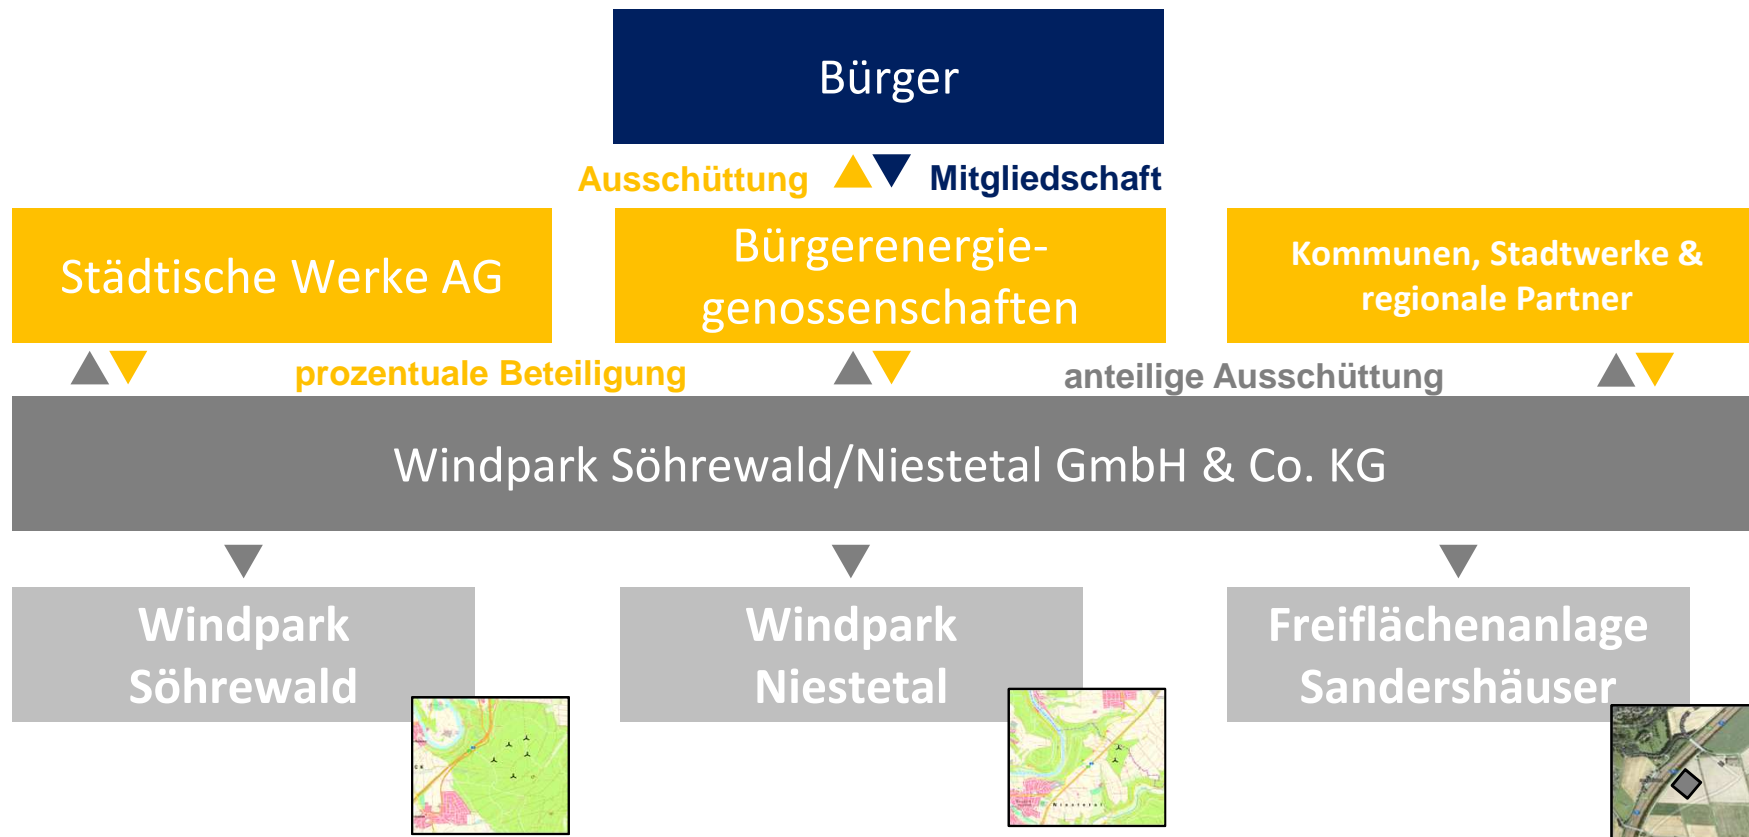 Bürger
Ausschüttung
Mitgliedschaft
Städtische Werke AG
Bürgerenergie-
genossenschaften
Kommunen, Stadtwerke &
regionale Partner
prozentuale Beteiligung
anteilige Ausschüttung
Windpark Söhrewald/Niestetal GmbH & Co. KG
Windpark
Söhrewald
Windpark
Niestetal
Freiflächenanlage
Sandershäuser
Niestetal